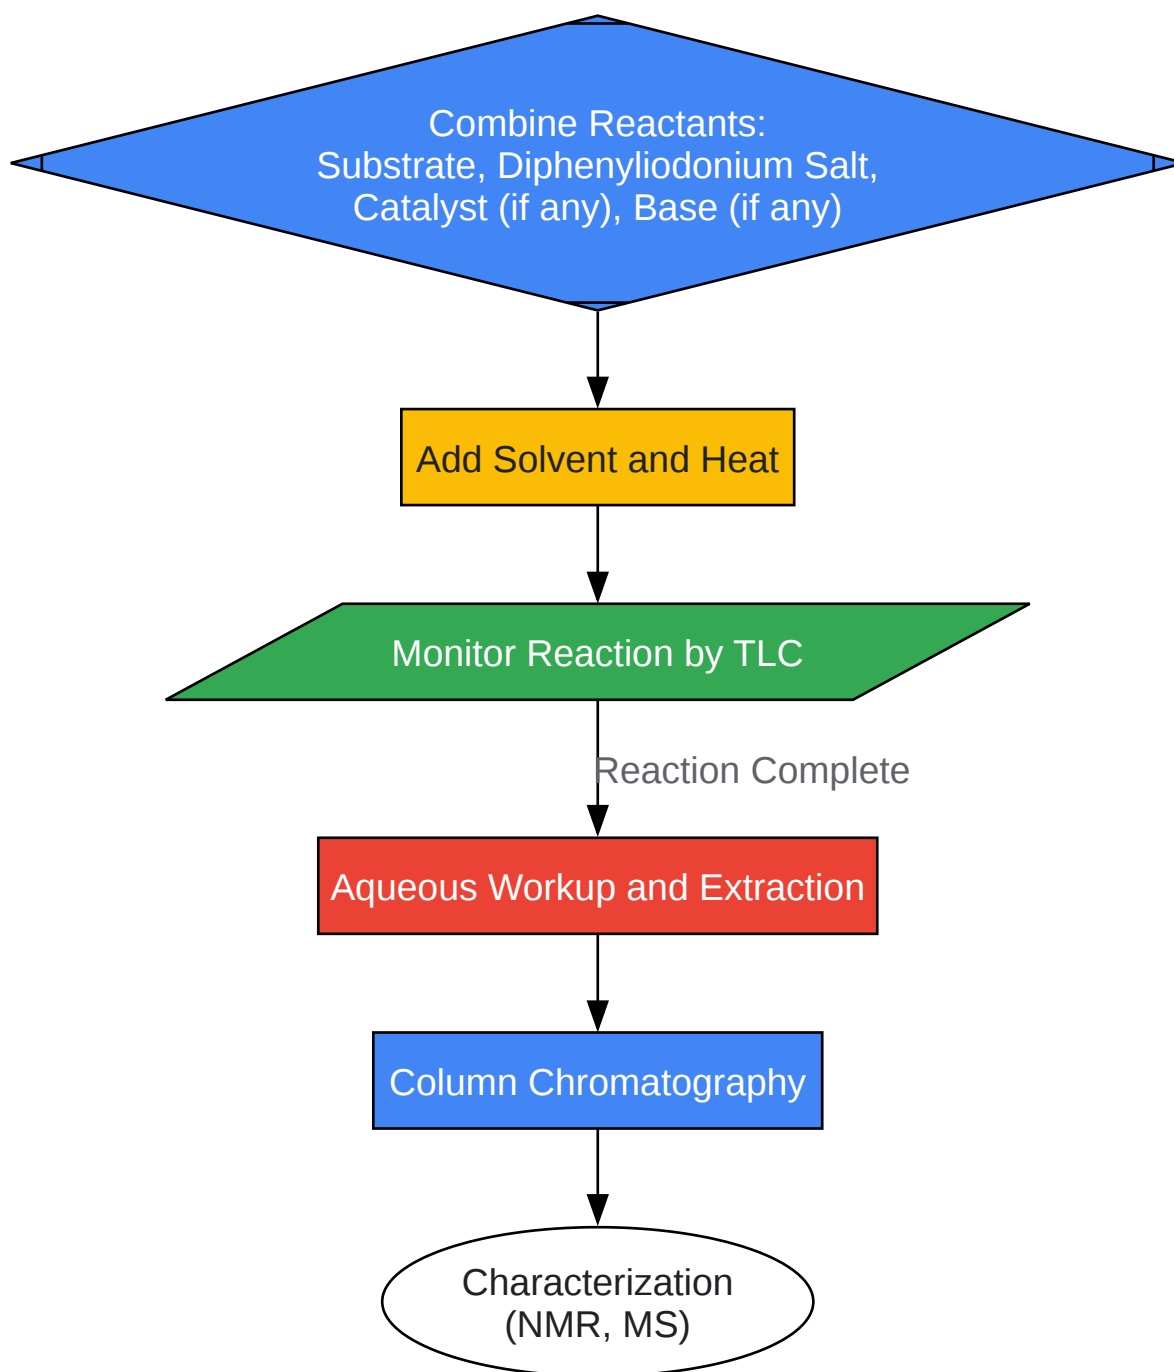 Combine Reactants:
Substrate, Diphenyliodonium Salt,
Catalyst (if any), Base (if any)
Add Solvent and Heat
Monitor Reaction by TLC
Reaction Complete
Aqueous Workup and Extraction
Column Chromatography
Characterization
(NMR, MS)